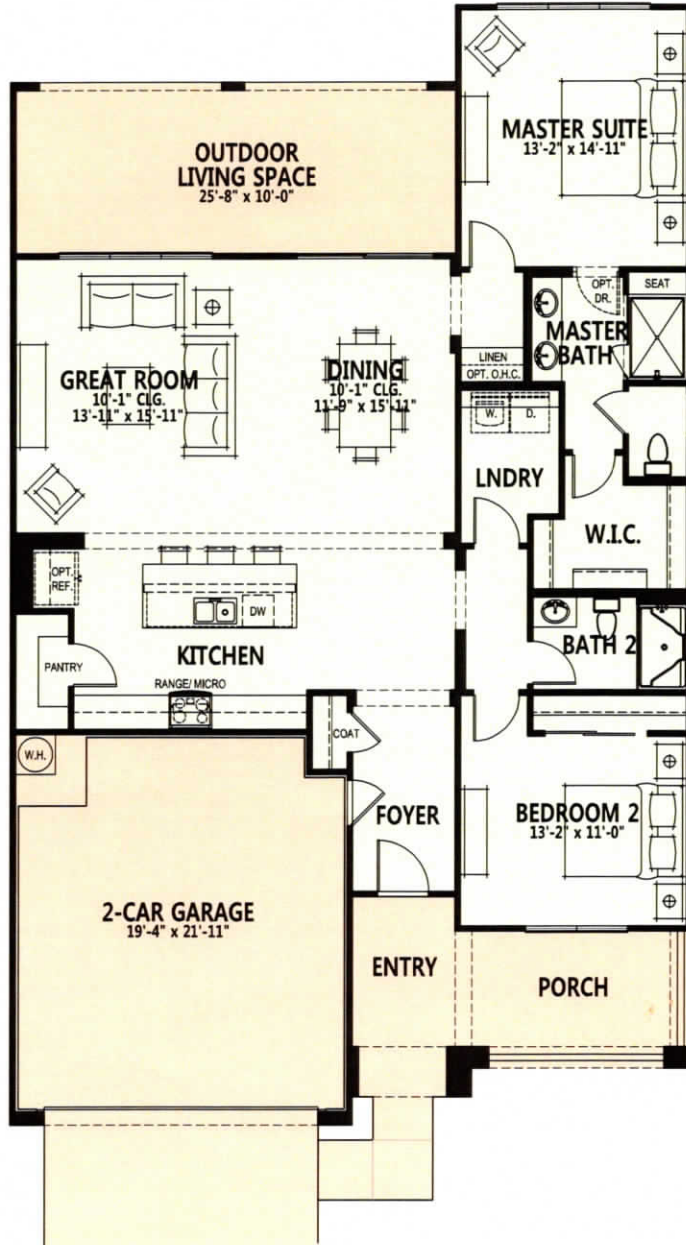 MASTER SUITE
13'-2" x 14'-11"
OUTDOOR
LIVING SPACE
25'-8" x 10'-0"
OPT.
DR.
SEAT
MASTER
BATH
LINEN
OPT. O.H.C.
GREAT ROOM
10'-1" CLG.
13'-11" x 15'-11"
DINING
10'-1" CLG.
11'-9" x 15'-11"
W.
D.
LNDRY
W.I.C.
OPT.
REF.
DW
KITCHEN
PANTRY
RANGE/ MICRO
BATH 2
COAT
W.H.
FOYER
BEDROOM 2
13'-2" x 11'-0"
2-CAR GARAGE
19'-4" x 21'-11"
ENTRY
PORCH